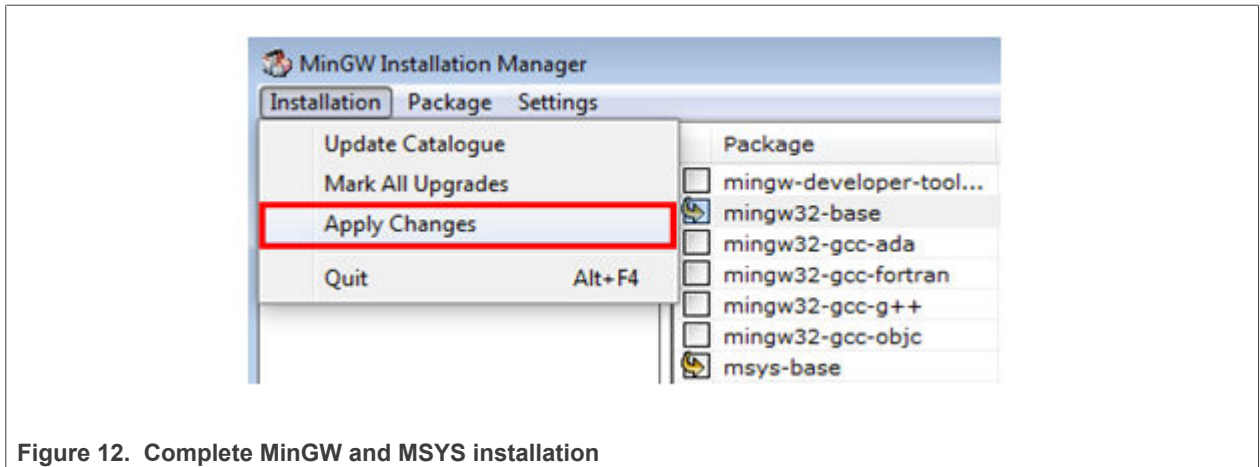 MinGW Installation Manager
Installation Package Settings
Update Catalogue
Mark All Upgrades
Apply Changes
Quit Alt+F4
Package
mingw-developer-tool...
mingw32-base
mingw32-gcc-ada
mingw32-gcc-fortran
mingw32-gcc-g++
mingw32-gcc-objc
msys-base
Figure 12. Complete MinGW and MSYS installation